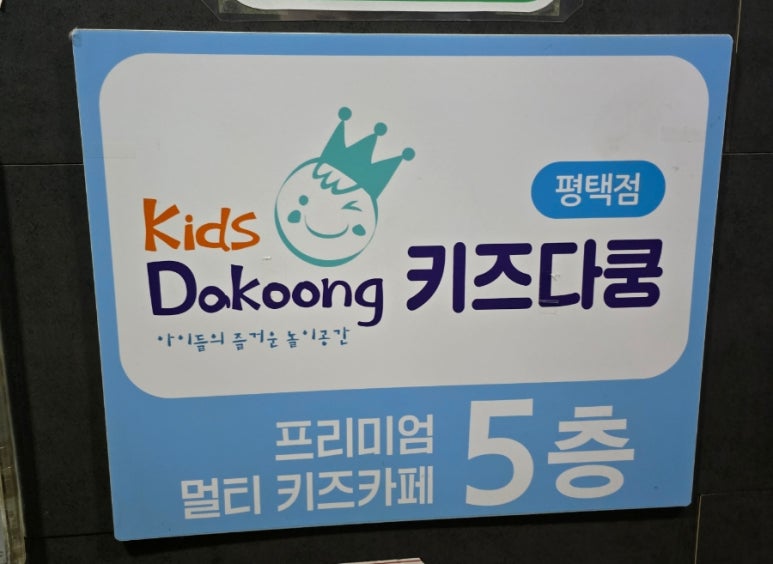 평택점
Kids
Dakoong 키즈다쿵
아이들의 즐거운 놀이공간
프리미엄
멀티 키즈카페 5층